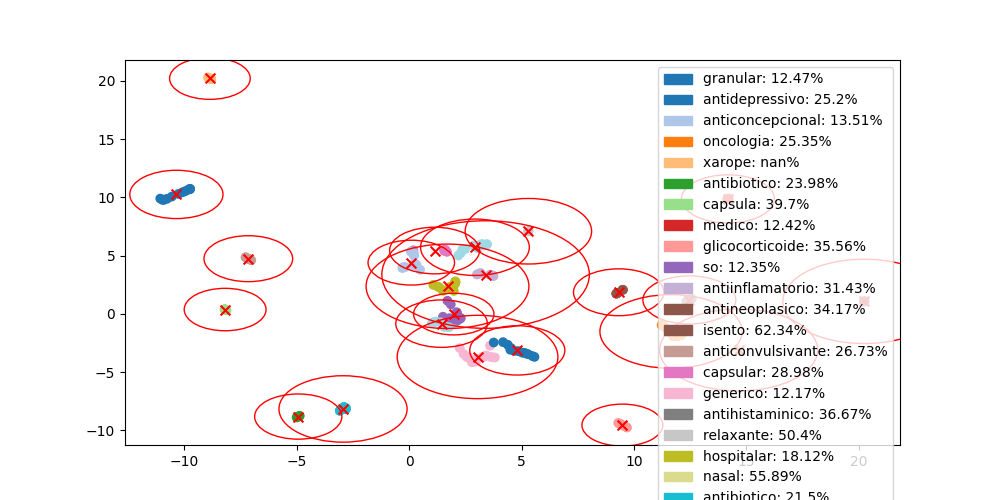 20
15
10
5
0
−5
−10
−10
−5
0
5
10
15
20
granular: 12.47%
antidepressivo: 25.2%
anticoncepcional: 13.51%
oncologia: 25.35%
xarope: nan%
antibiotico: 23.98%
capsula: 39.7%
medico: 12.42%
glicocorticoide: 35.56%
so: 12.35%
antiinflamatorio: 31.43%
antineoplasico: 34.17%
isento: 62.34%
anticonvulsivante: 26.73%
capsular: 28.98%
generico: 12.17%
antihistaminico: 36.67%
relaxante: 50.4%
hospitalar: 18.12%
nasal: 55.89%
antibiotico: 21.5%